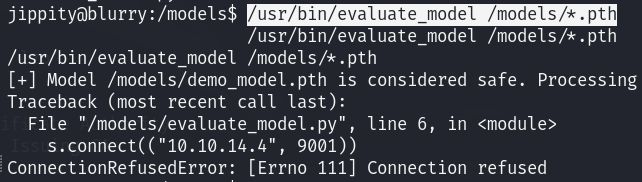 jippity@blurry:/models$ /usr/bin/evaluate_model /models/*.pth
/usr/bin/evaluate_model /models/*.pth
/usr/bin/evaluate_model /models/*.pth
[+] Model /models/demo_model.pth is considered safe. Processing
Traceback (most recent call last):
File "/models/evaluate_model.py", line 6, in <module>
s.connect(("10.10.14.4", 9001))
ConnectionRefusedError: [Errno 111] Connection refused